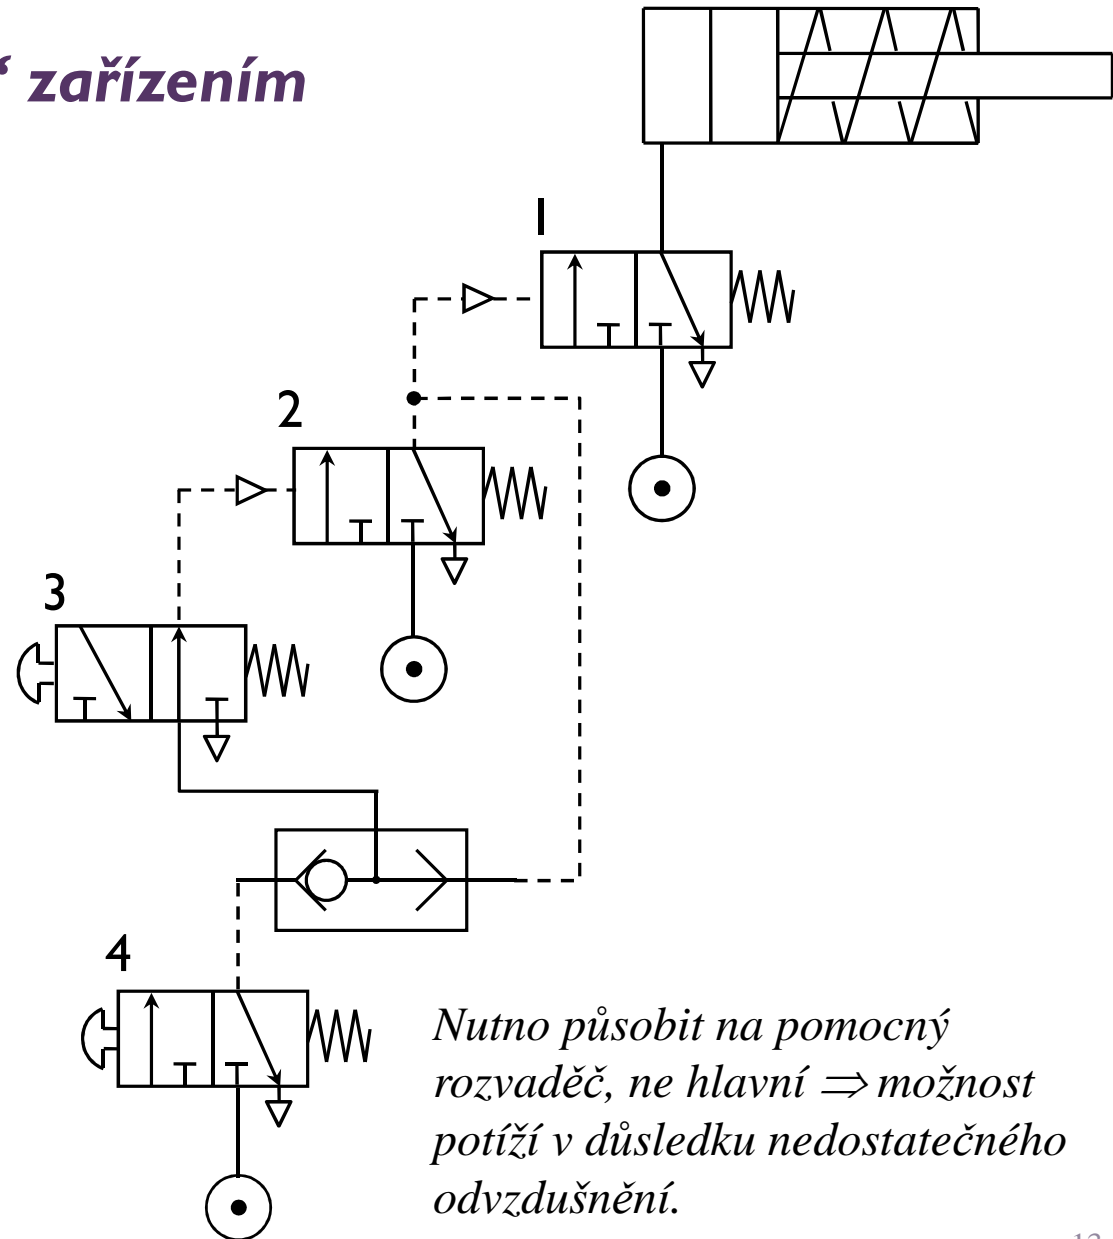 “ zařízením
1
2
3
4
Nutno působit na pomocný
rozvaděč, ne hlavní ⇒ možnost
potíží v důsledku nedostatečného
odvzdušnění.